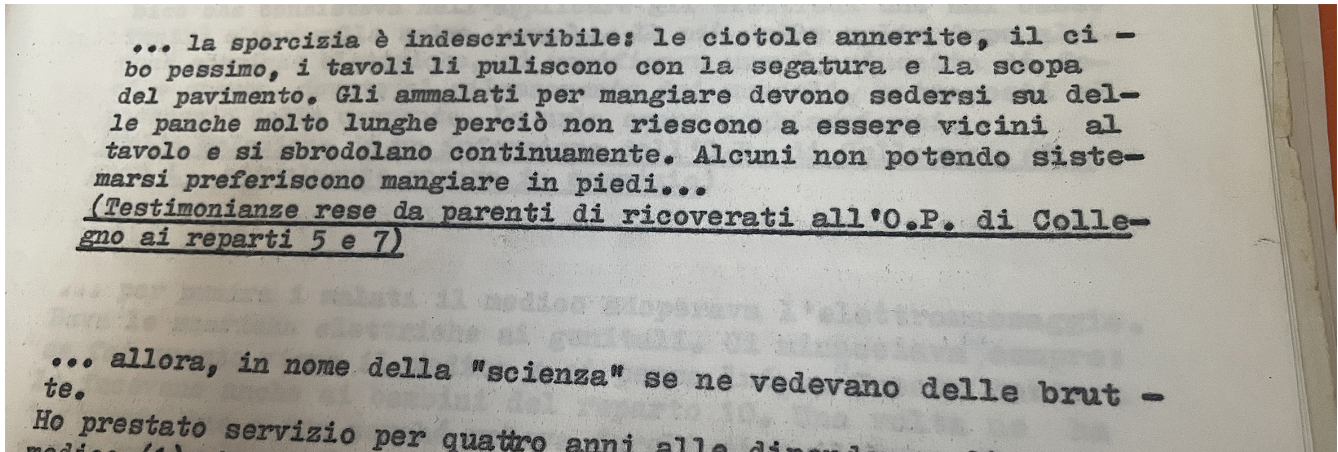 ... la sporcizia è indescrivibile: le ciotole annerite, il ci -
bo pessimo, i tavoli li puliscono con la segatura e la scopa
del pavimento. Gli ammalati per mangiare devono sedersi su del-
le panche molto lunghe perciò non riescono a essere vicini al
tavolo e si sbrodolano continuamente. Alcuni non potendo siste-
marsi preferiscono mangiare in piedi...
(Testimonianze rese da parenti di ricoverati all'O.P. di Colle-
gno ai reparti 5 e 7)
... allora, in nome della "scienza" se ne vedevano delle brut -
te.
Ho prestato servizio per quattro anni alle